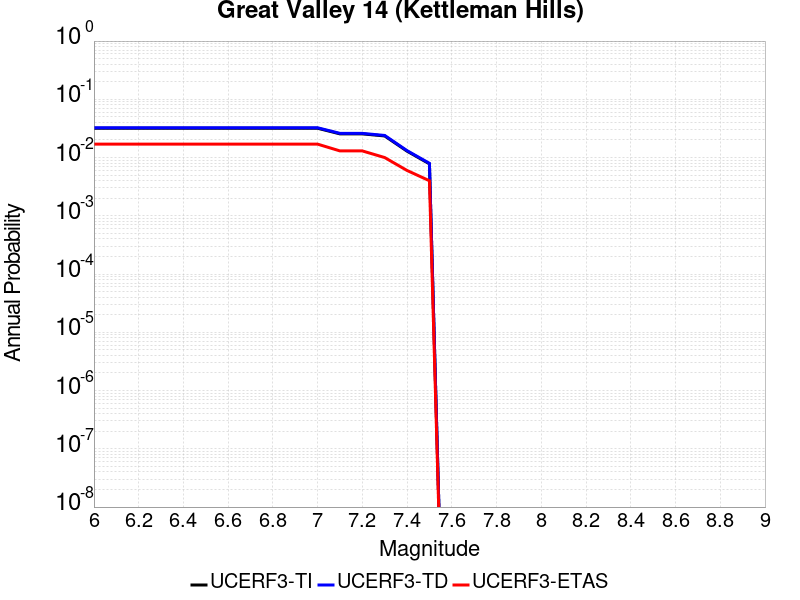 Great Valley 14 (Kettleman Hills)
10^0
10^-1
10^-2
10^-3
10^-4
10^-5
10^-6
10^-7
10^-8
Annual Probability
6 6.2 6.4 6.6 6.8 7 7.2 7.4 7.6 7.8 8 8.2 8.4 8.6 8.8 9
Magnitude
UCERF3-TI UCERF3-TD UCERF3-ETAS